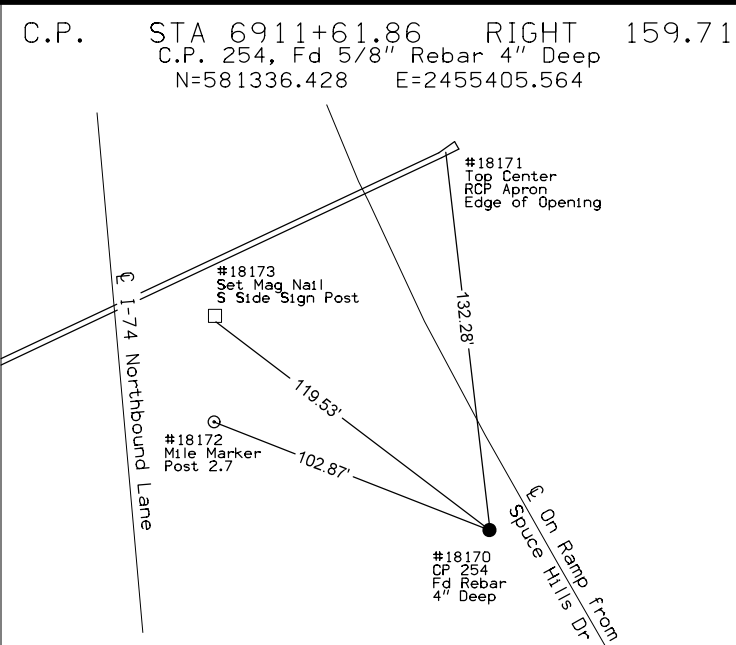 C.P. STA 6911+61.86 RIGHT 159.71
C.P. 254, Fd 5/8" Rebar 4" Deep
N=581336.428 E=2455405.564
#18171
Top Center
RCP Apron
Edge of Opening
#18173
Set Mag Nail
S Side Sign Post
℄ I-74 Northbound Lane
132.28'
119.53'
#18172
Mile Marker
Post 2.7
102.87'
℄ On Ramp from
Spuce Hills Dr
#18170
CP 254
Fd Rebar
4" Deep